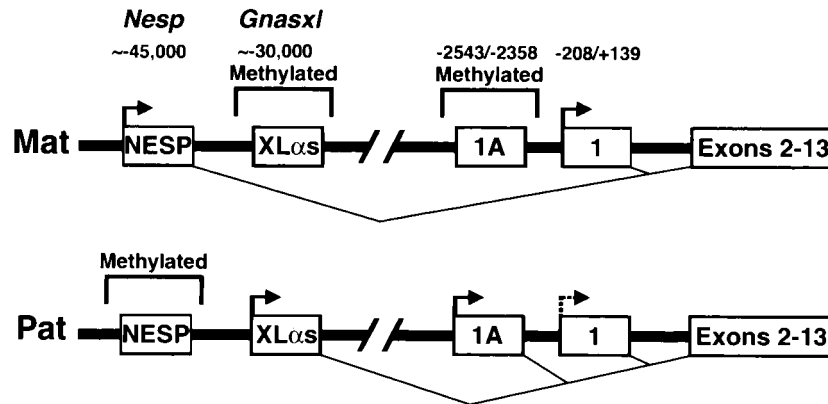 Nesp Gnasxl
~-45,000 ~-30,000 -2543/-2358 -208/+139
Methylated Methylated
Mat NESP XLαs 1A 1 Exons 2-13
Methylated
Pat NESP XLαs 1A 1 Exons 2-13